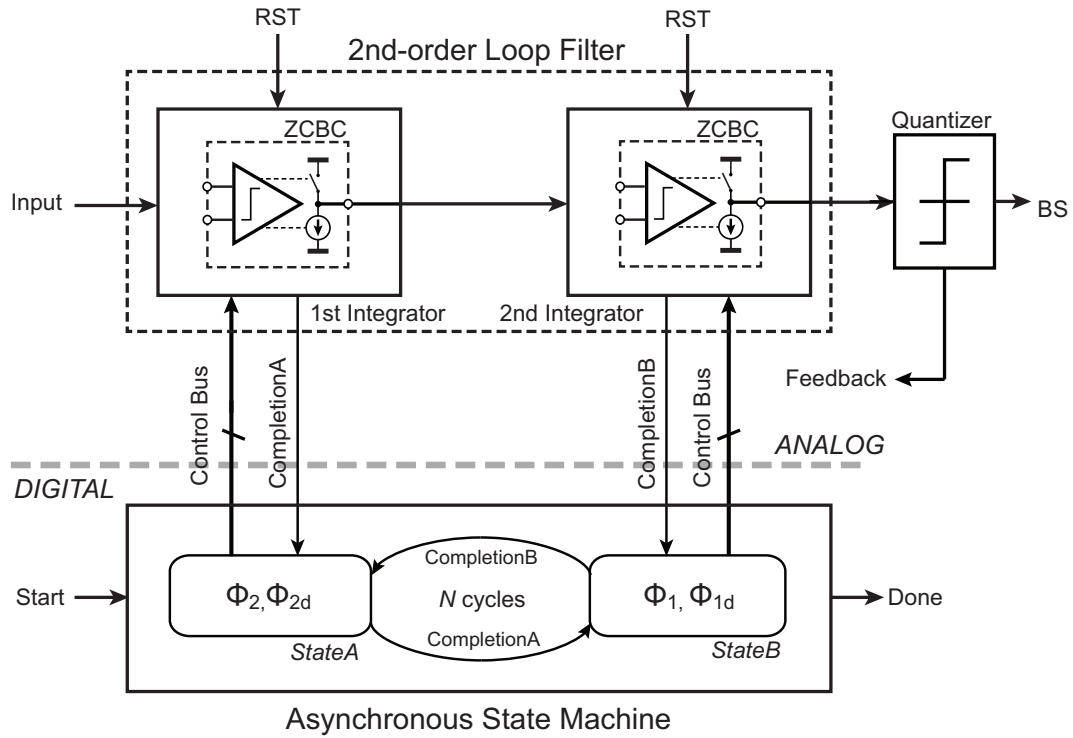 RST
RST
2nd-order Loop Filter
ZCBC
ZCBC
Quantizer
Input
BS
1st Integrator
2nd Integrator
Feedback
Control Bus
CompletionA
CompletionB
Control Bus
ANALOG
DIGITAL
CompletionB
Start
Φ2,Φ2d
N cycles
Φ1, Φ1d
Done
CompletionA
StateA
StateB
Asynchronous State Machine